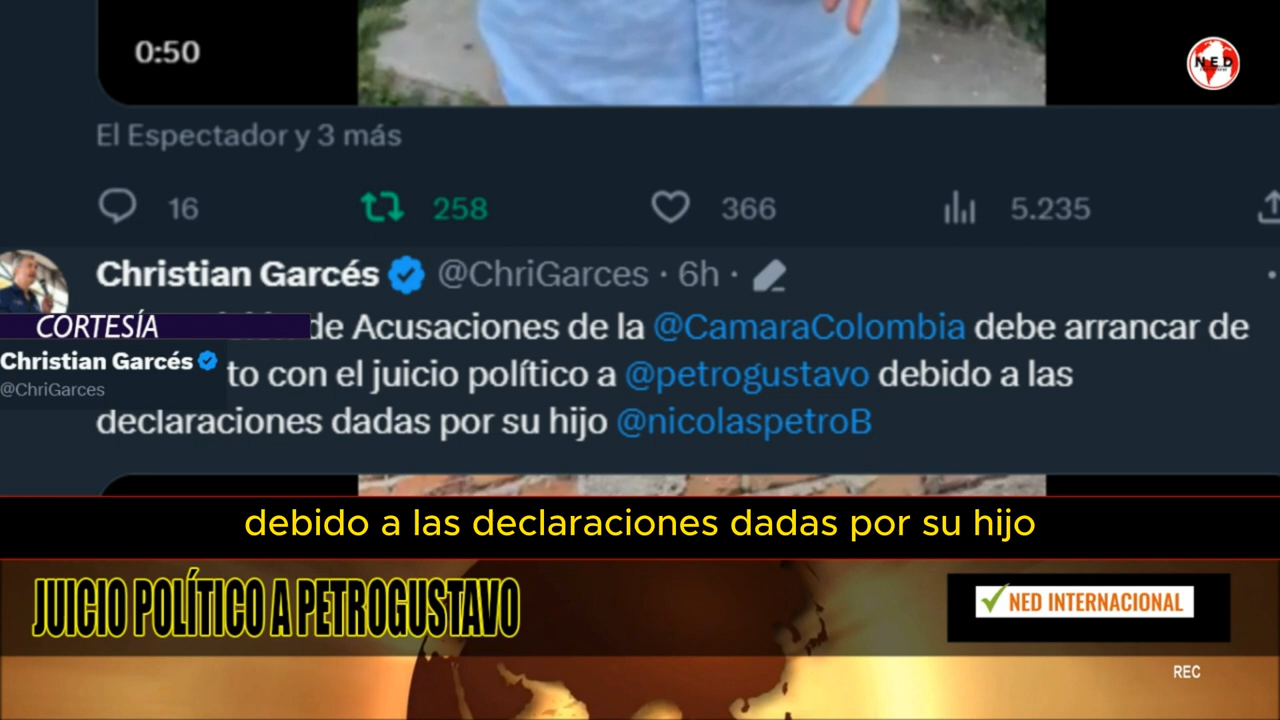 0:50
NED
El Espectador y 3 más
16 258 366 5.235
Christian Garcés @ChriGarces · 6h ·
CORTESÍA
de Acusaciones de la @CamaraColombia debe arrancar de
Christian Garcés
@ChriGarces
to con el juicio político a @petrogustavo debido a las
declaraciones dadas por su hijo @nicolaspetroB
debido a las declaraciones dadas por su hijo
JUICIO POLÍTICO A PETROGUSTAVO
NED INTERNACIONAL
REC